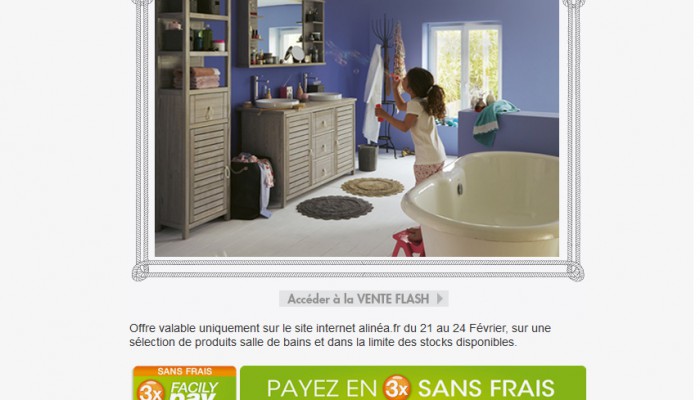 Accéder à la VENTE FLASH
Offre valable uniquement sur le site internet alinéa.fr du 21 au 24 Février, sur une
sélection de produits salle de bains et dans la limite des stocks disponibles.
SANS FRAIS
3x FACILY
pay
PAYEZ EN 3x SANS FRAIS